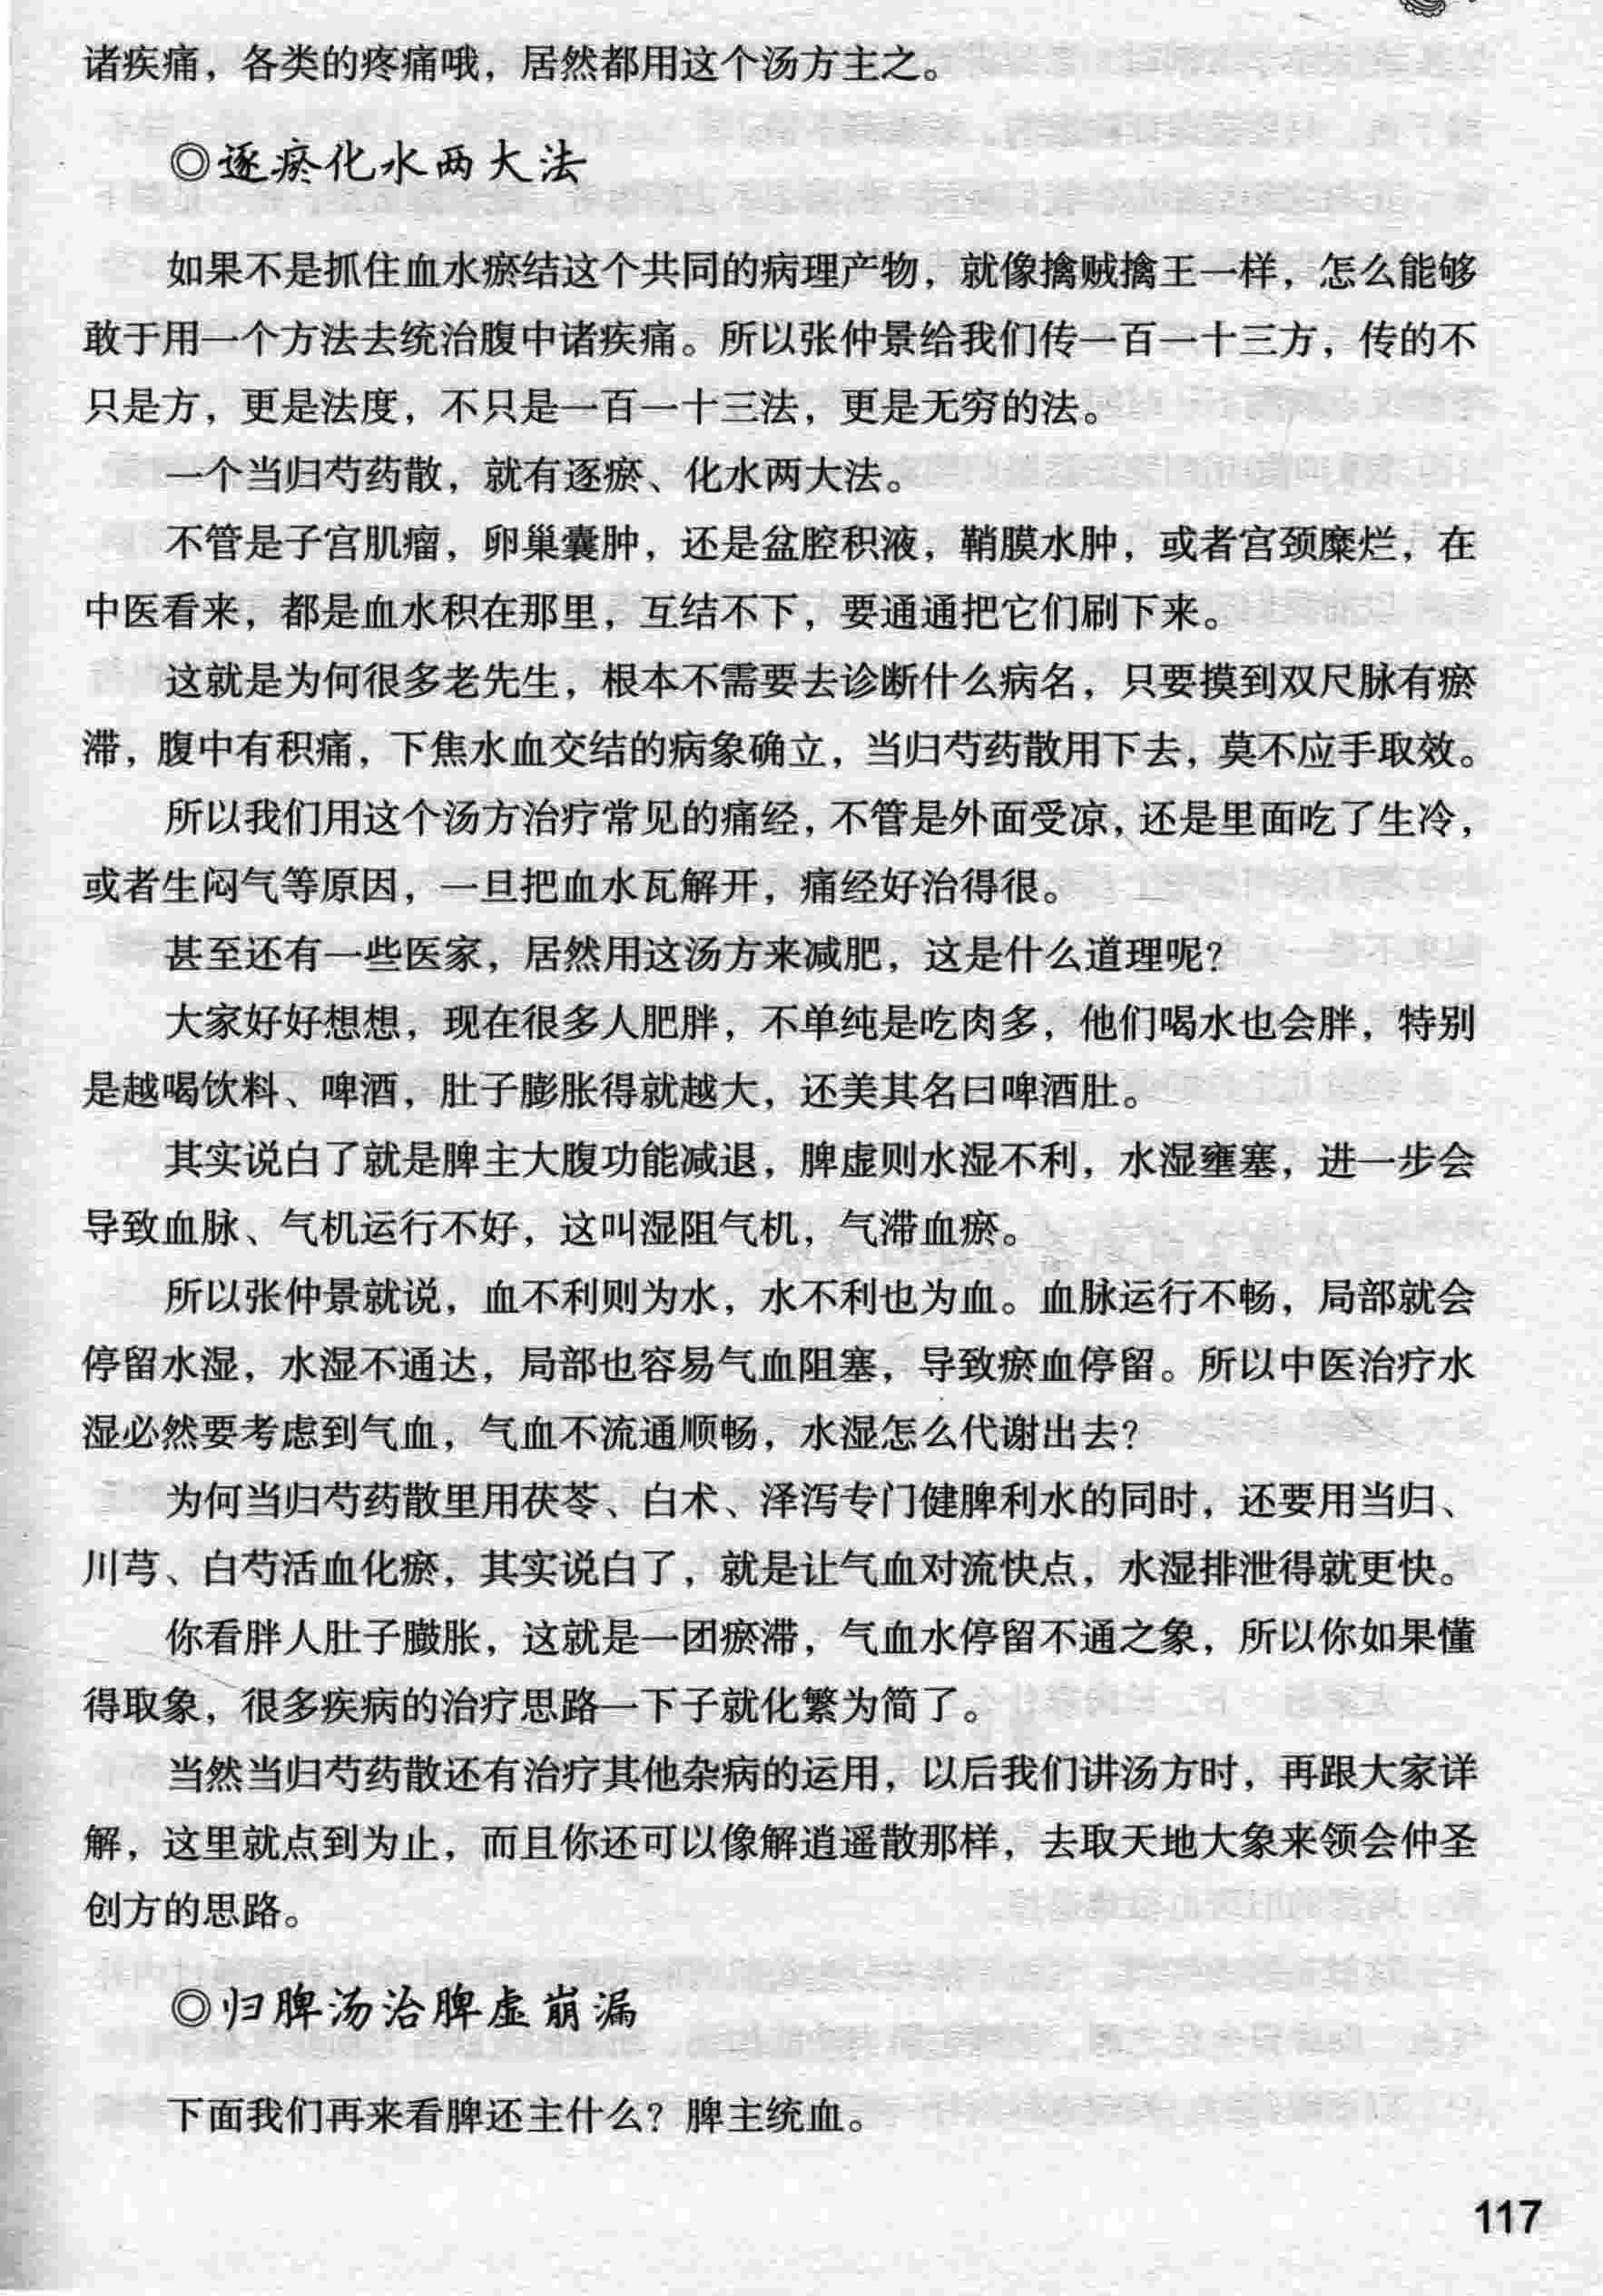 诸疾痛，各类的疼痛哦，居然都用这个汤方主之。
◎逐瘀化水两大法
如果不是抓住血水瘀结这个共同的病理产物，就像擒贼擒王一样，怎么能够
敢于用一个方法去统治腹中诸疾痛。所以张仲景给我们传一百一十三方，传的不
只是方，更是法度，不只是一百一十三法，更是无穷的法。
一个当归芍药散，就有逐瘀、化水两大法。
不管是子宫肌瘤，卵巢囊肿，还是盆腔积液，鞘膜水肿，或者宫颈糜烂，在
中医看来，都是血水积在那里，互结不下，要通通把它们刷下来。
这就是为何很多老先生，根本不需要去诊断什么病名，只要摸到双尺脉有瘀
滞，腹中有积痛，下焦水血交结的病象确立，当归芍药散用下去，莫不应手取效。
所以我们用这个汤方治疗常见的痛经，不管是外面受凉，还是里面吃了生冷，
或者生闷气等原因，一旦把血水瓦解开，痛经好治得很。
甚至还有一些医家，居然用这汤方来减肥，这是什么道理呢？
大家好好想想，现在很多人肥胖，不单纯是吃肉多，他们喝水也会胖，特别
是越喝饮料、啤酒，肚子膨胀得就越大，还美其名曰啤酒肚。
其实说白了就是脾主大腹功能减退，脾虚则水湿不利，水湿壅塞，进一步会
导致血脉、气机运行不好，这叫湿阻气机，气滞血瘀。
所以张仲景就说，血不利则为水，水不利也为血。血脉运行不畅，局部就会
停留水湿，水湿不通达，局部也容易气血阻塞，导致瘀血停留。所以中医治疗水
湿必然要考虑到气血，气血不流通顺畅，水湿怎么代谢出去？
为何当归芍药散里用茯苓、白术、泽泻专门健脾利水的同时，还要用当归、
川芎、白芍活血化瘀，其实说白了，就是让气血对流快点，水湿排泄得就更快。
你看胖人肚子臌胀，这就是一团瘀滞，气血水停留不通之象，所以你如果懂
得取象，很多疾病的治疗思路一下子就化繁为简了。
当然当归芍药散还有治疗其他杂病的运用，以后我们讲汤方时，再跟大家详
解，这里就点到为止，而且你还可以像解逍遥散那样，去取天地大象来领会仲圣
创方的思路。
◎归脾汤治脾虚崩漏
下面我们再来看脾还主什么？脾主统血。
117